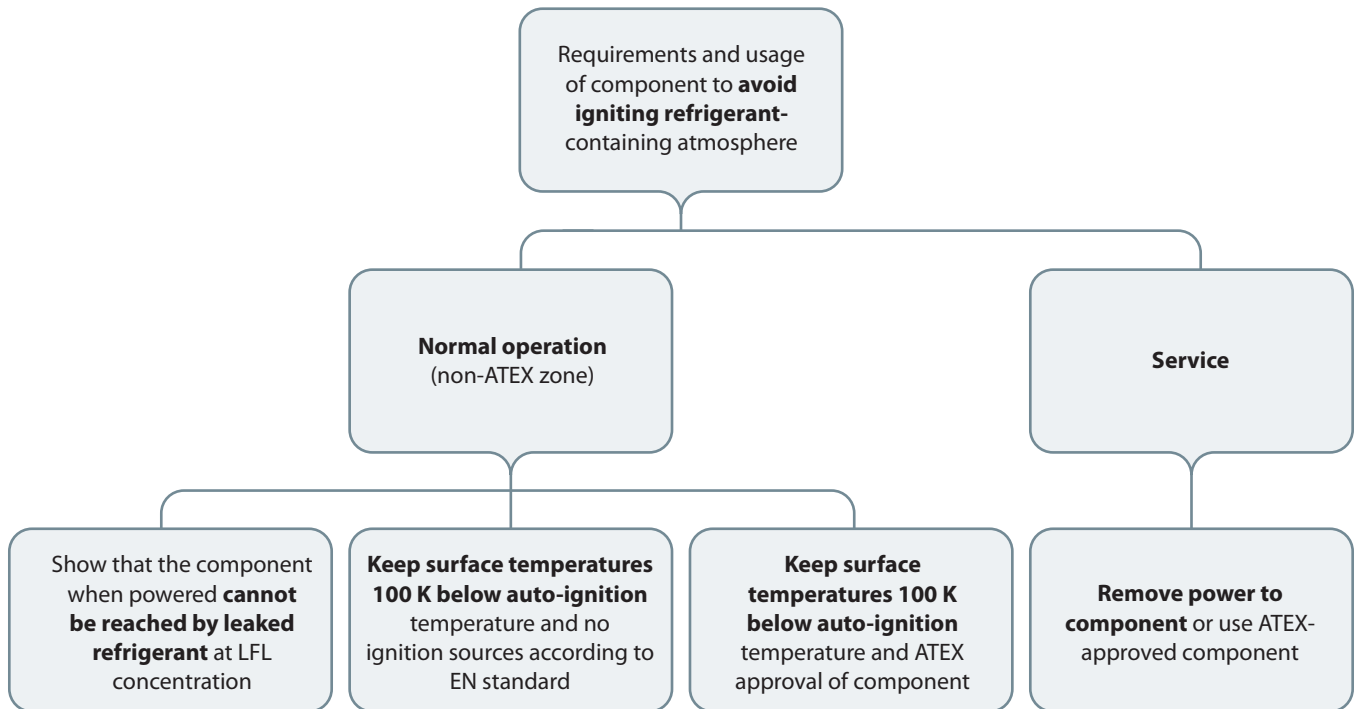 Requirements and usage
of component to avoid
igniting refrigerant-
containing atmosphere
Normal operation
(non-ATEX zone)
Service
Show that the component
when powered cannot
be reached by leaked
refrigerant at LFL
concentration
Keep surface temperatures
100 K below auto-ignition
temperature and no
ignition sources according to
EN standard
Keep surface
temperatures 100 K
below auto-ignition
temperature and ATEX
approval of component
Remove power to
component or use ATEX-
approved component